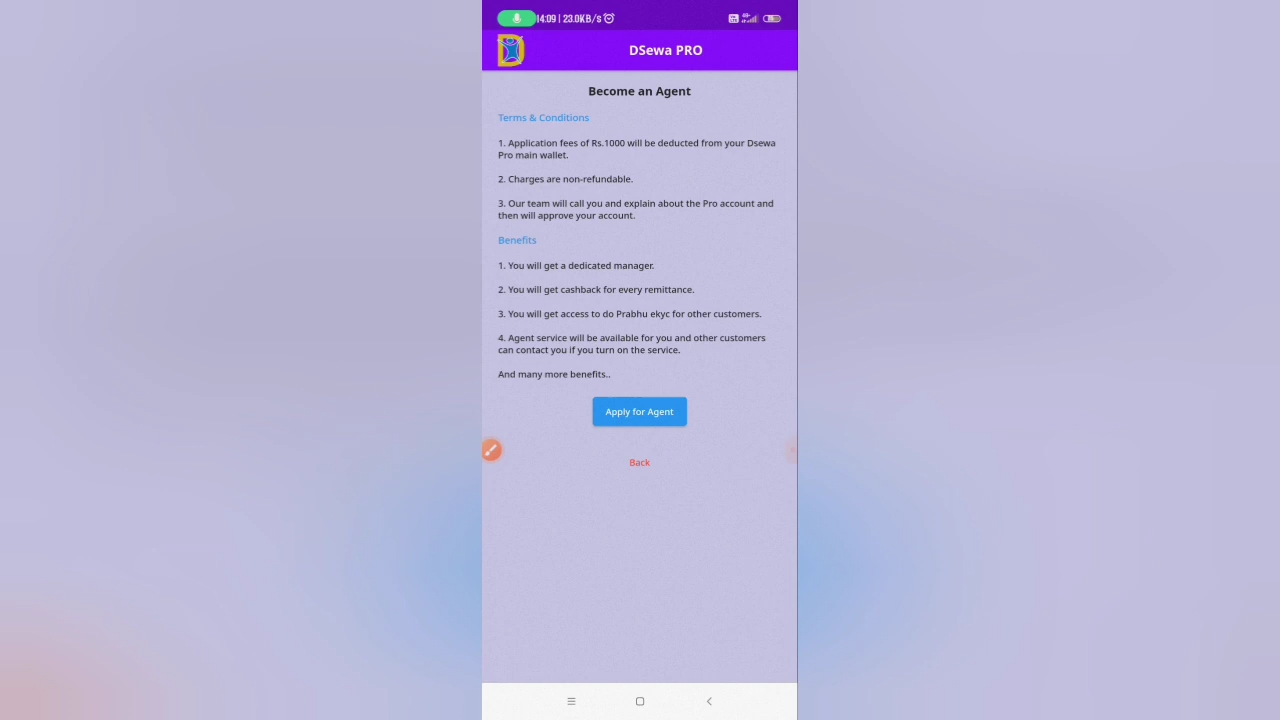 14:09 | 23.0KB/s
DSewa PRO
Become an Agent
Terms & Conditions
1. Application fees of Rs.1000 will be deducted from your Dsewa
Pro main wallet.
2. Charges are non-refundable.
3. Our team will call you and explain about the Pro account and
then will approve your account.
Benefits
1. You will get a dedicated manager.
2. You will get cashback for every remittance.
3. You will get access to do Prabhu ekyc for other customers.
4. Agent service will be available for you and other customers
can contact you if you turn on the service.
And many more benefits..
Apply for Agent
Back